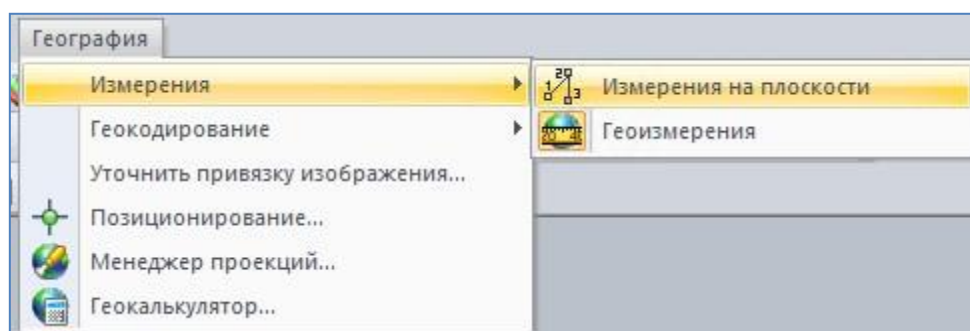 География
Измерения
Измерения на плоскости
Геокодирование
Геоизмерения
Уточнить привязку изображения...
Позиционирование...
Менеджер проекций...
Геокалькулятор...